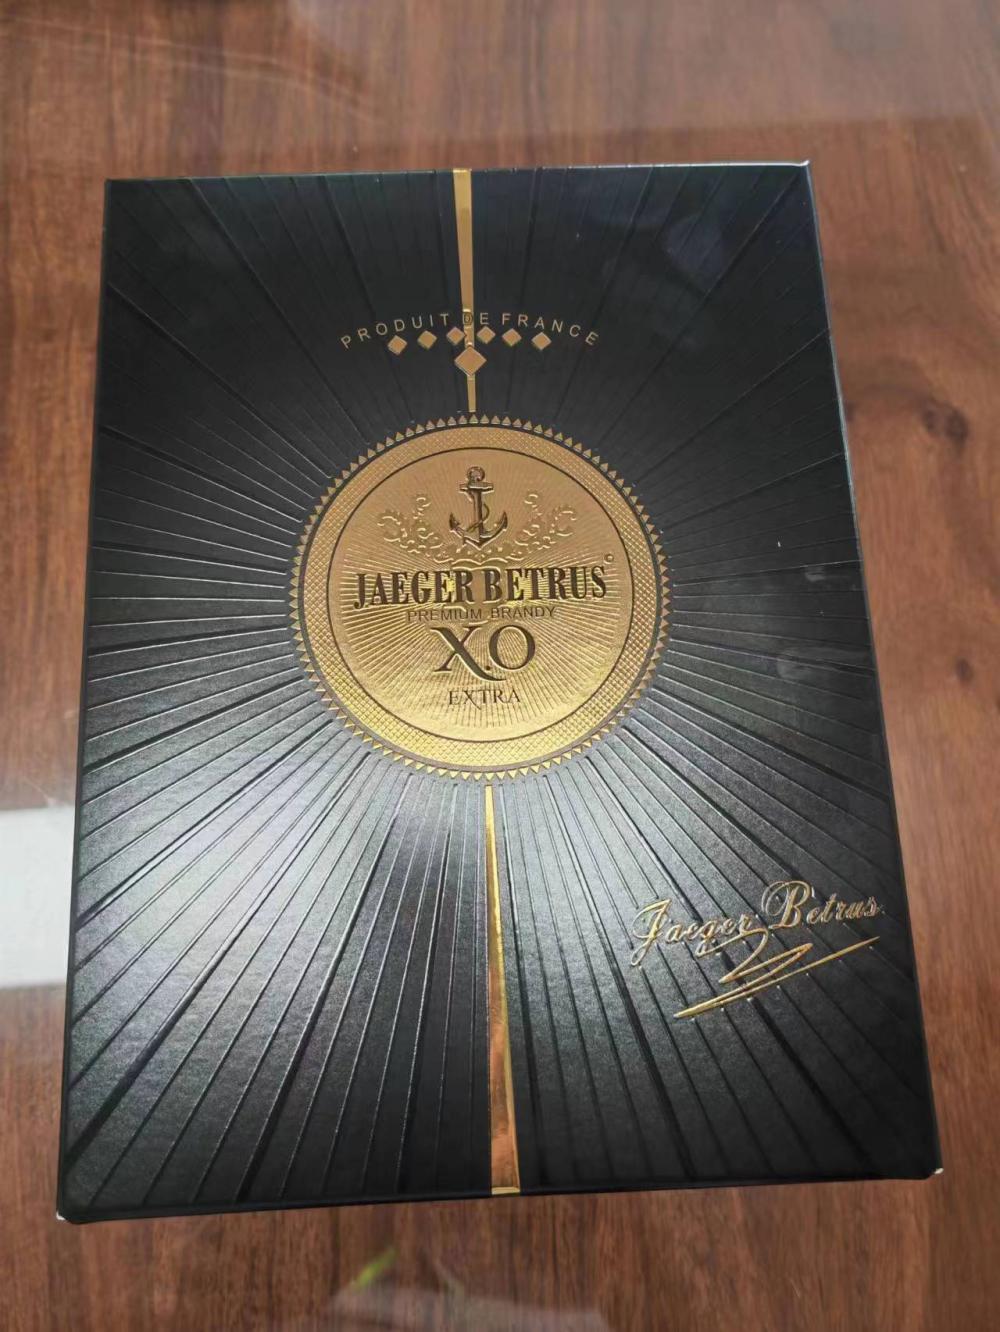 PRODUIT DE FRANCE
©
JAEGER BETRUS
PREMIUM BRANDY
X.O
EXTRA
Jaeger Betrus